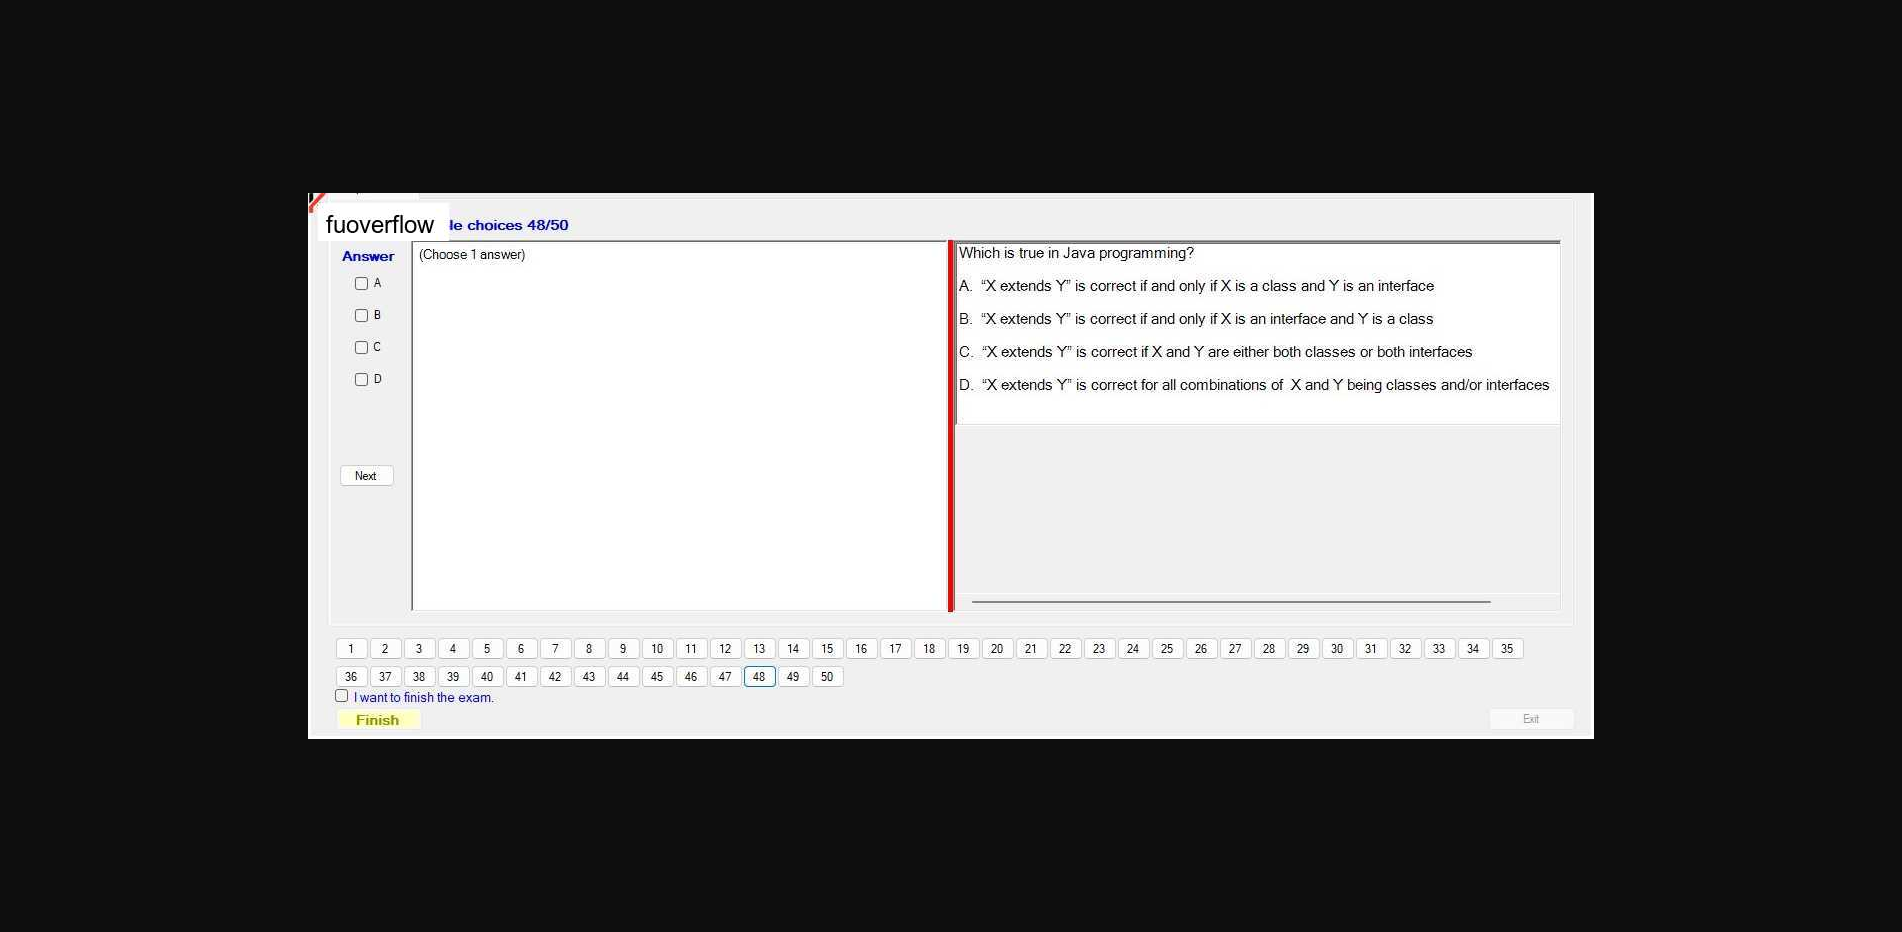 fuoverflow le choices 48/50
Answer
(Choose 1 answer)
A
B
C
D
Next
Which is true in Java programming?
A. “X extends Y” is correct if and only if X is a class and Y is an interface
B. “X extends Y” is correct if and only if X is an interface and Y is a class
C. “X extends Y” is correct if X and Y are either both classes or both interfaces
D. “X extends Y” is correct for all combinations of X and Y being classes and/or interfaces
1 2 3 4 5 6 7 8 9 10 11 12 13 14 15 16 17 18 19 20 21 22 23 24 25 26 27 28 29 30 31 32 33 34 35
36 37 38 39 40 41 42 43 44 45 46 47 48 49 50
I want to finish the exam.
Finish
Exit